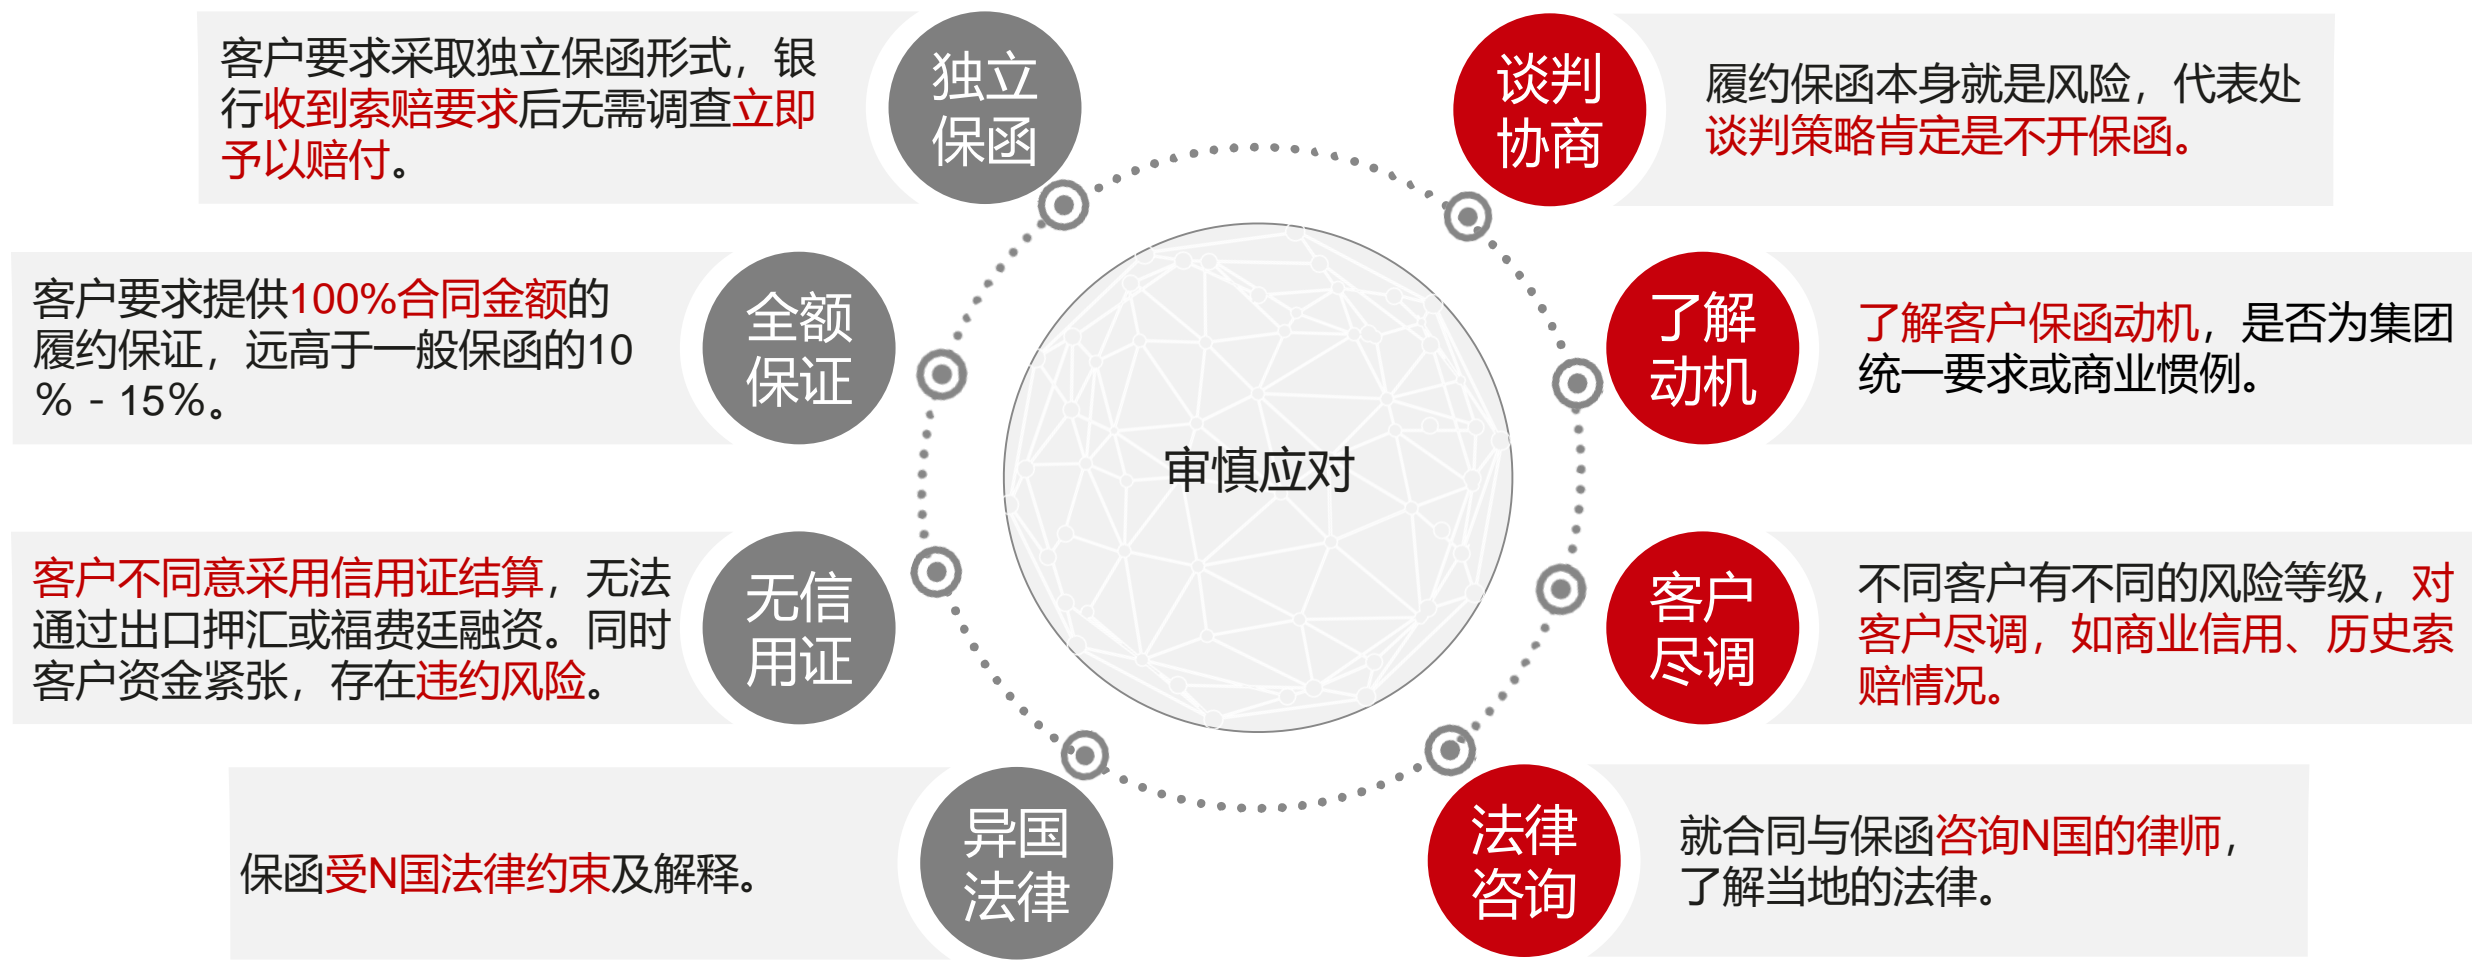 客户要求采取独立保函形式，银
行收到索赔要求后无需调查立即
予以赔付。
独立
保函
客户要求提供100%合同金额的
履约保证，远高于一般保函的10
% - 15%。
全额
保证
客户不同意采用信用证结算，无法
通过出口押汇或福费廷融资。同时
客户资金紧张，存在违约风险。
无信
用证
保函受N国法律约束及解释。
异国
法律
审慎应对
谈判
协商
履约保函本身就是风险，代表处
谈判策略肯定是不开保函。
了解
动机
了解客户保函动机，是否为集团
统一要求或商业惯例。
客户
尽调
不同客户有不同的风险等级，对
客户尽调，如商业信用、历史索
赔情况。
法律
咨询
就合同与保函咨询N国的律师，
了解当地的法律。